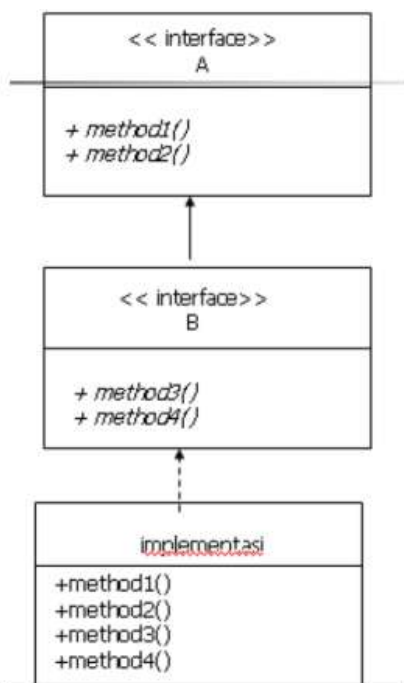 << interface>>
A
+ method1()
+ method2()
<< interface>>
B
+ method3()
+ method4()
implementasi
+method1()
+method2()
+method3()
+method4()